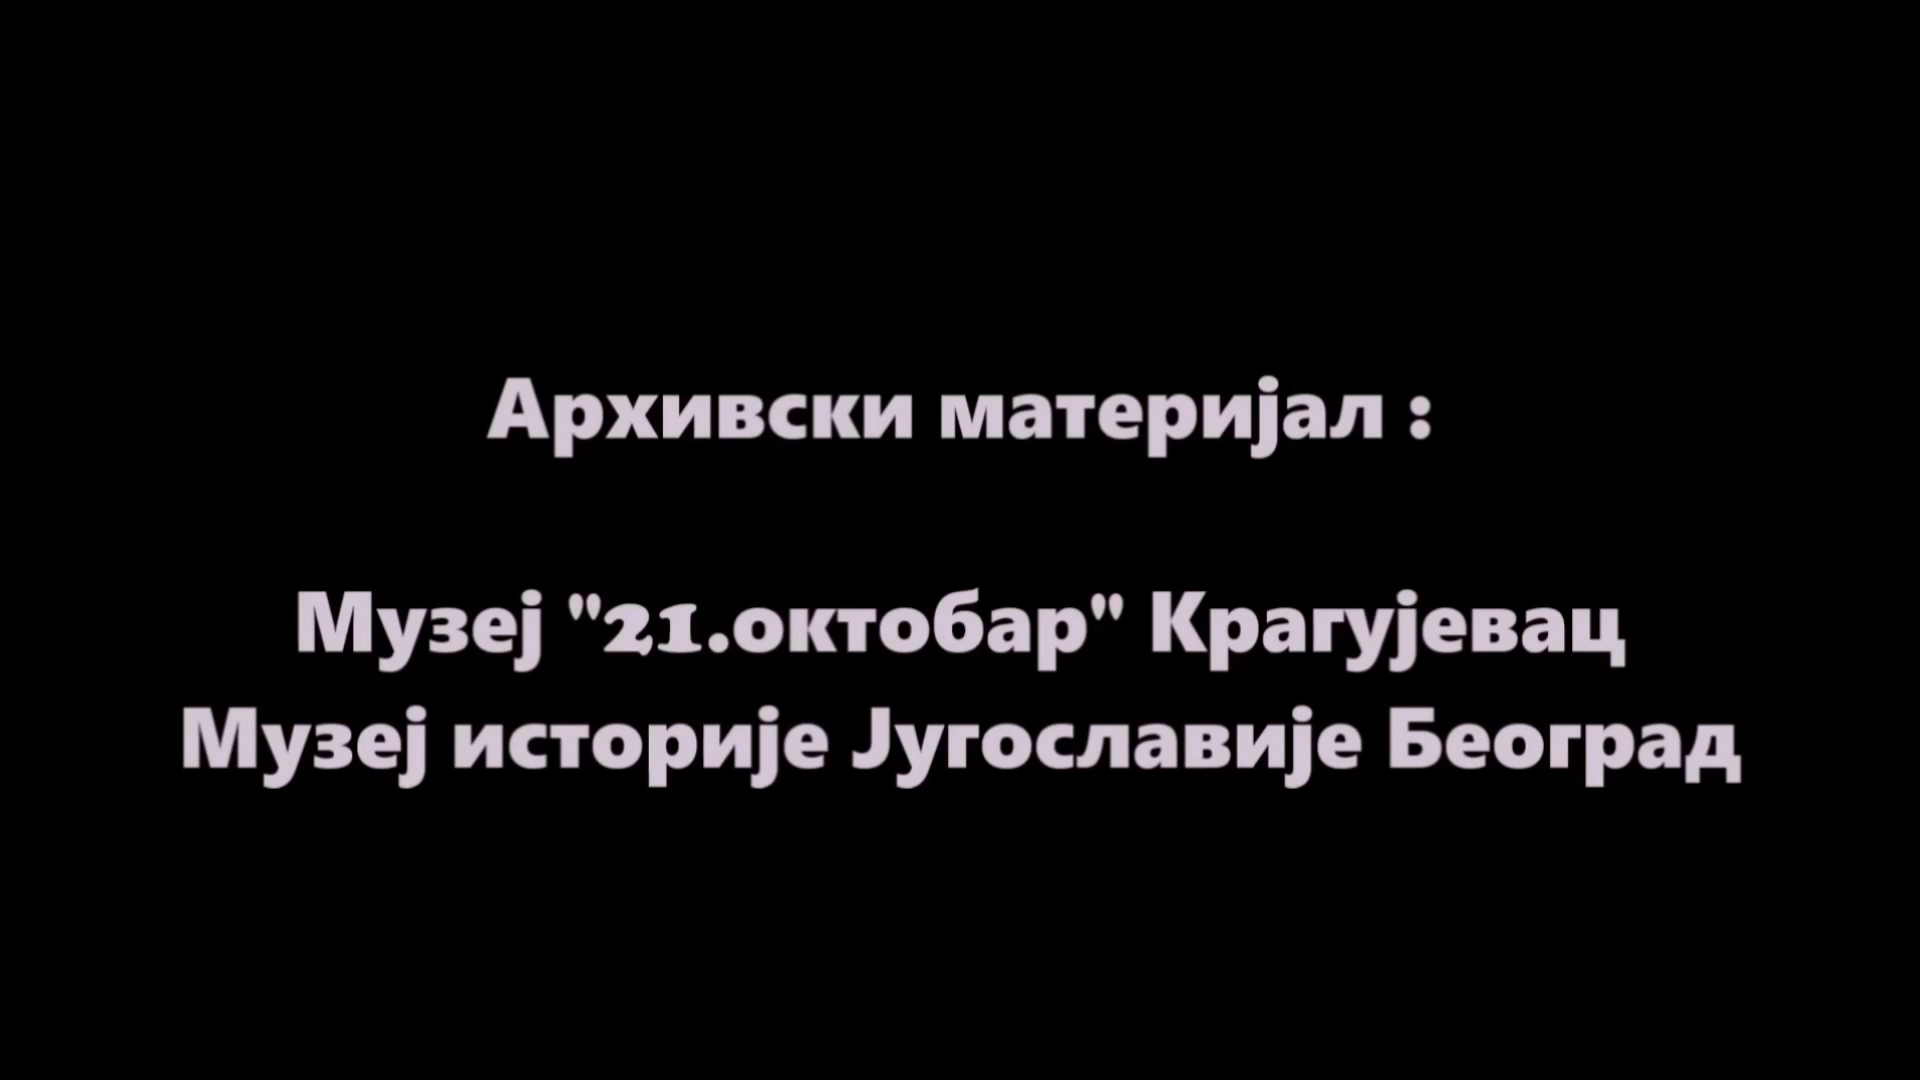 Архивски материјал :
Музеј "21.октобар" Крагујевац
Музеј историје Југославије Београд